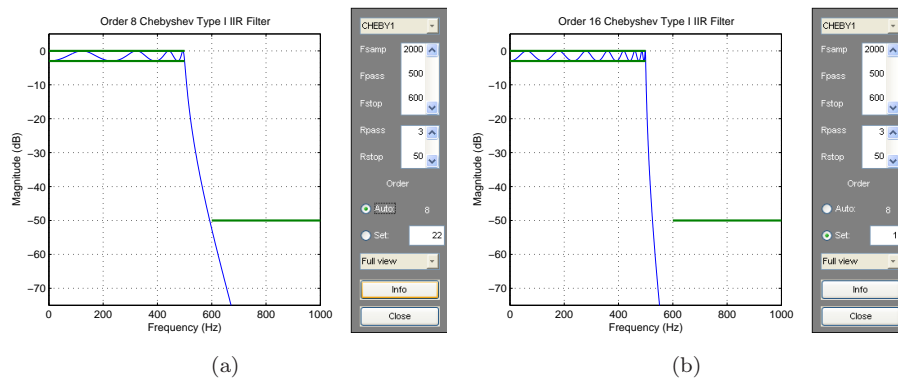 Order 8 Chebyshev Type I IIR Filter
Magnitude (dB)
0
−10
−20
−30
−40
−50
−60
−70
0
200
400
600
800
1000
Frequency (Hz)
CHEBY1
Fsamp 2000
Fpass 500
Fstop 600
Rpass 3
Rstop 50
Order
Auto: 8
Set: 22
Full view
Info
Close
(a)
Order 16 Chebyshev Type I IIR Filter
Magnitude (dB)
0
−10
−20
−30
−40
−50
−60
−70
0
200
400
600
800
1000
Frequency (Hz)
CHEBY1
Fsamp 2000
Fpass 500
Fstop 600
Rpass 3
Rstop 50
Order
Auto: 8
Set: 1
Full view
Info
Close
(b)